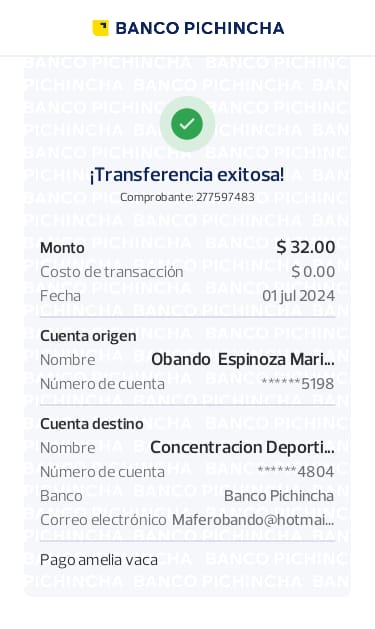 BANCO PICHINCHA
¡Transferencia exitosa!
Comprobante: 277597483
Monto $ 32.00
Costo de transacción $ 0.00
Fecha 01 jul 2024
Cuenta origen
Nombre Obando Espinoza Mari...
Número de cuenta ******5198
Cuenta destino
Nombre Concentracion Deporti...
Número de cuenta ******4804
Banco Banco Pichincha
Correo electrónico Maferobando@hotmai...
Pago amelia vaca